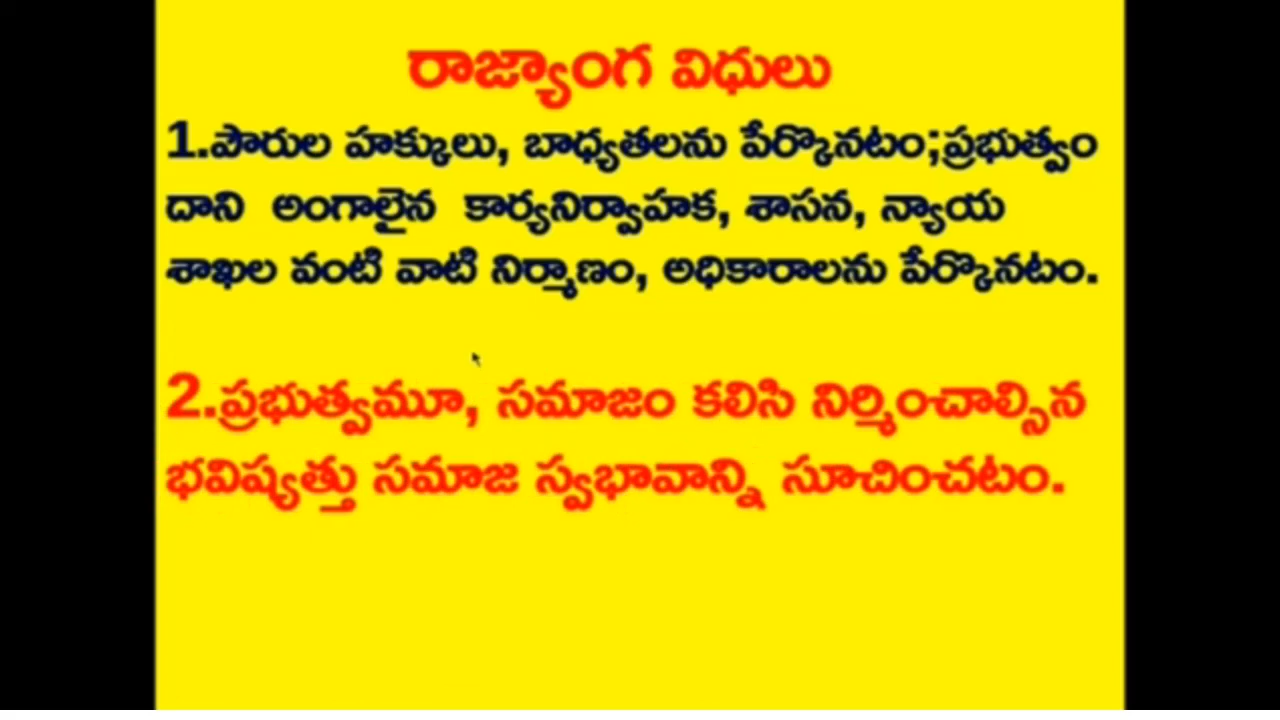 రాజ్యాంగ విధులు
1.పౌరుల హక్కులు, బాధ్యతలను పేర్కొనటం;ప్రభుత్వం
దాని అంగాలైన కార్యనిర్వాహక, శాసన, న్యాయ
శాఖల వంటి వాటి నిర్మాణం, అధికారాలను పేర్కొనటం.
2.ప్రభుత్వమూ, సమాజం కలిసి నిర్మించాల్సిన
భవిష్యత్తు సమాజ స్వభావాన్ని సూచించటం.